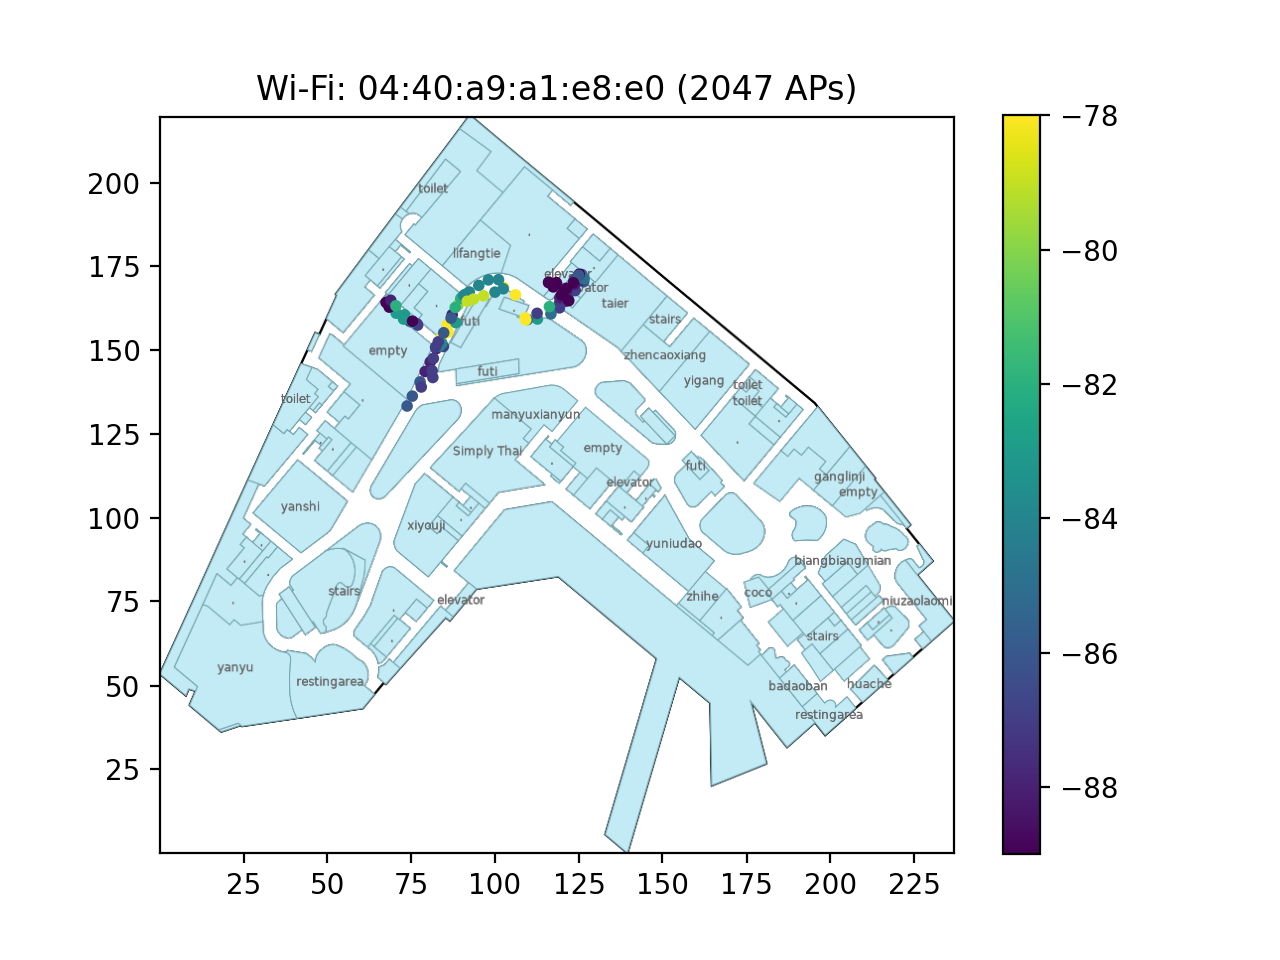 Wi-Fi: 04:40:a9:a1:e8:e0 (2047 APs)
200
175
150
125
100
75
50
25
25 50 75 100 125 150 175 200 225
−78
−80
−82
−84
−86
−88
toilet
lifangtie
taier
stairs
futi
empty
zhencaoxiang
futi
yigang
toilet
toilet
toilet
manyuxianyun
Simply Thai
empty
futi
ganglinji
elevator
empty
yanshi
xiyouji
yuniudao
biangbiangmian
stairs
elevator
zhihe
coco
niuzaolaomi
stairs
yanyu
restingarea
badaoban
huache
restingarea